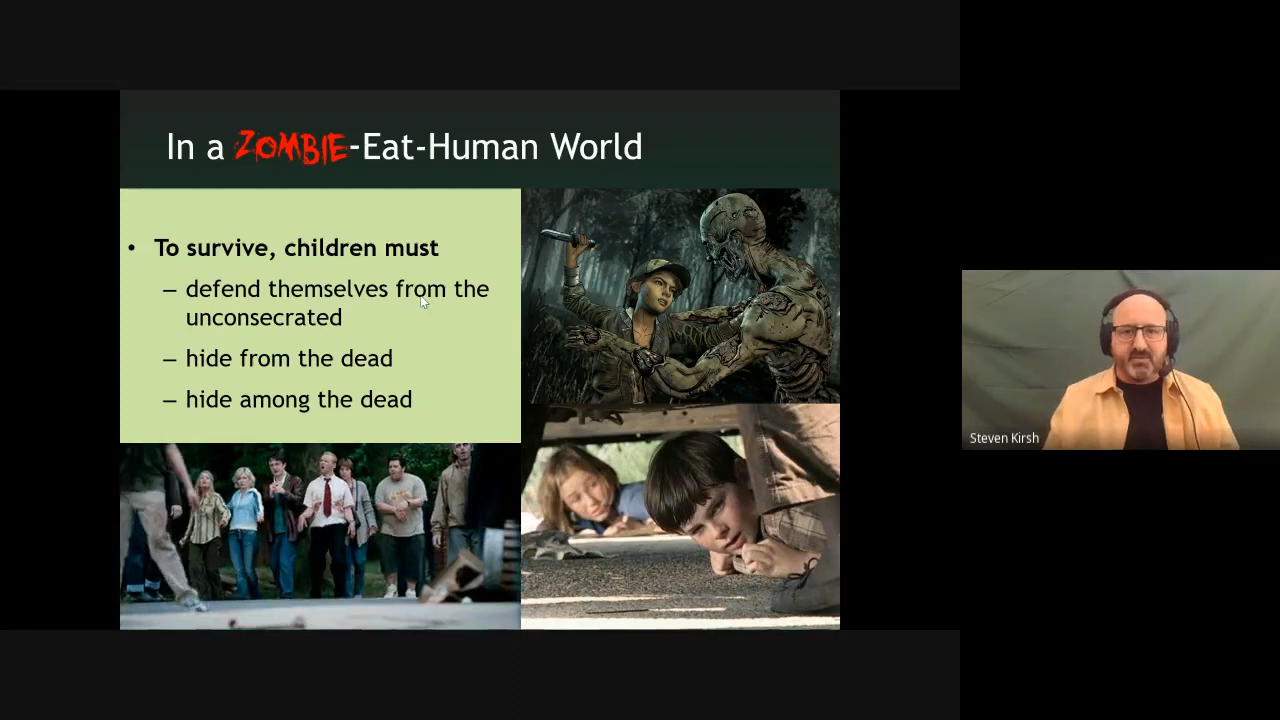 In a ZOMBIE-Eat-Human World
• To survive, children must
– defend themselves from the
unconsecrated
– hide from the dead
– hide among the dead
Steven Kirsh